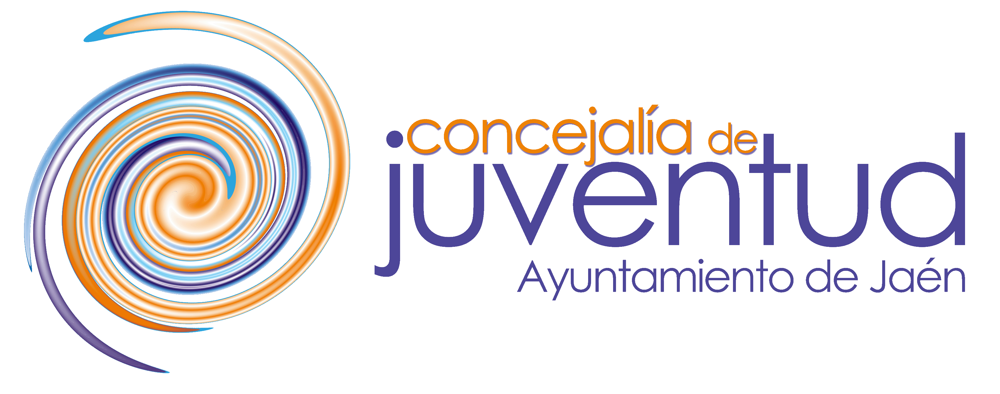 concejalía de
juventud
Ayuntamiento de Jaén